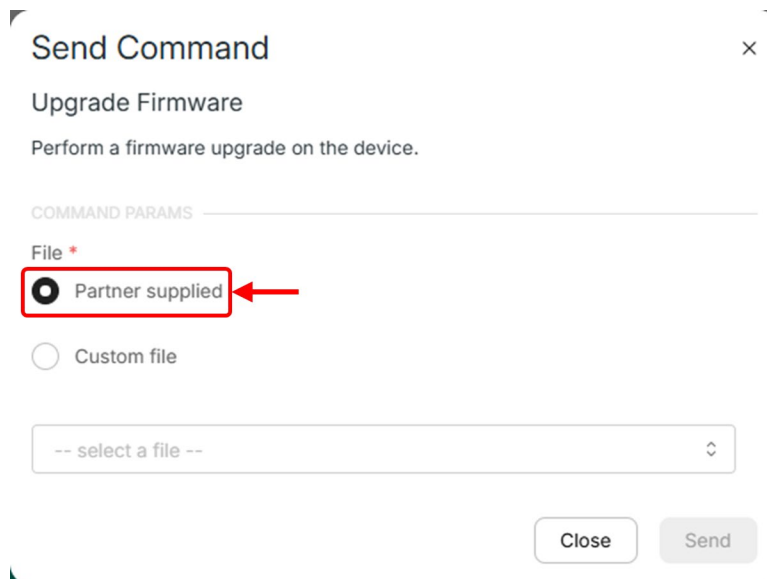 Send Command
Upgrade Firmware
Perform a firmware upgrade on the device.
COMMAND PARAMS
File *
Partner supplied
Custom file
-- select a file --
Close Send